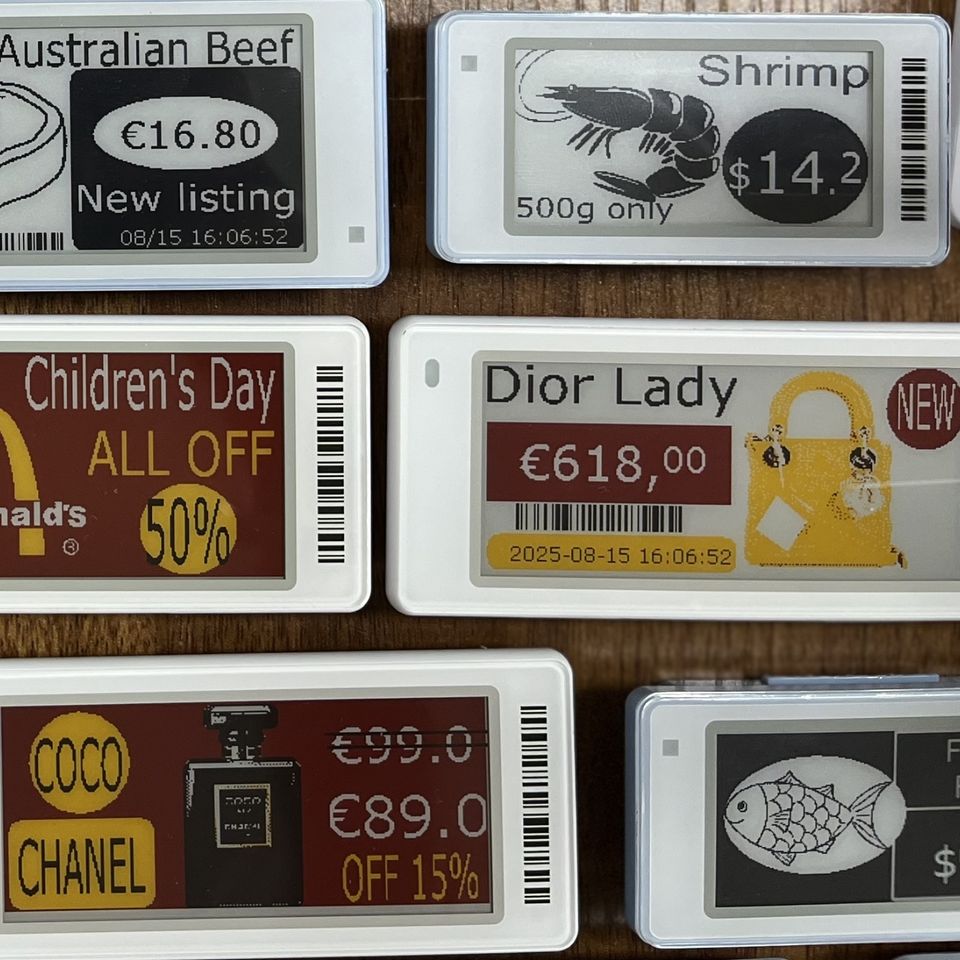 Australian Beef
€16.80
New listing
08/15 16:06:52
Shrimp
$14.2
500g only
Children's Day
ALL OFF
50%
nald's
®
Dior Lady
NEW
€618,00
2025-08-15 16:06:52
COCO
CHANEL
COCO
CHANEL
€99.0
€89.0
OFF 15%
F
$